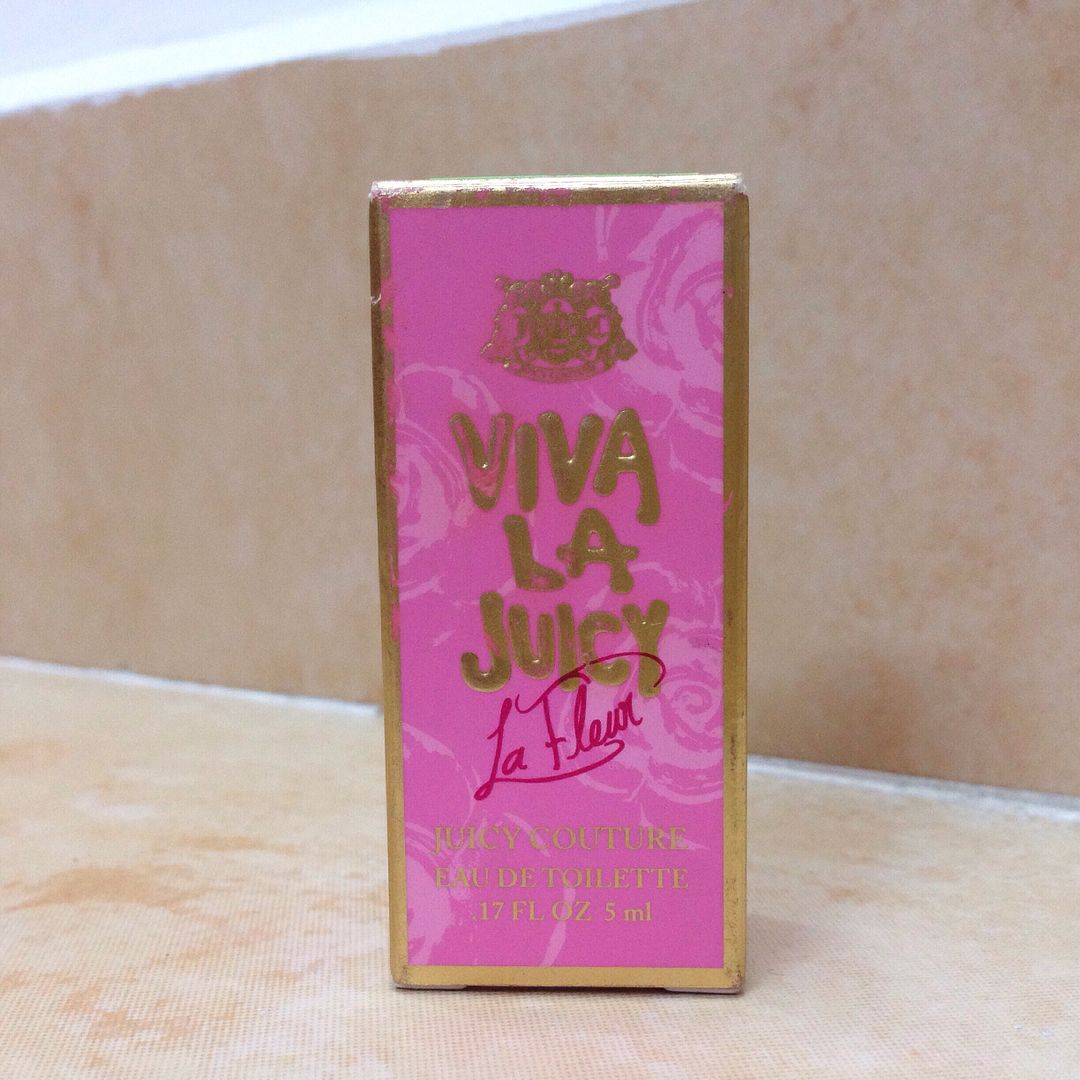 VIVA
LA
JUICY
La Fleur
JUICY COUTURE
EAU DE TOILETTE
.17 FL OZ 5 ml